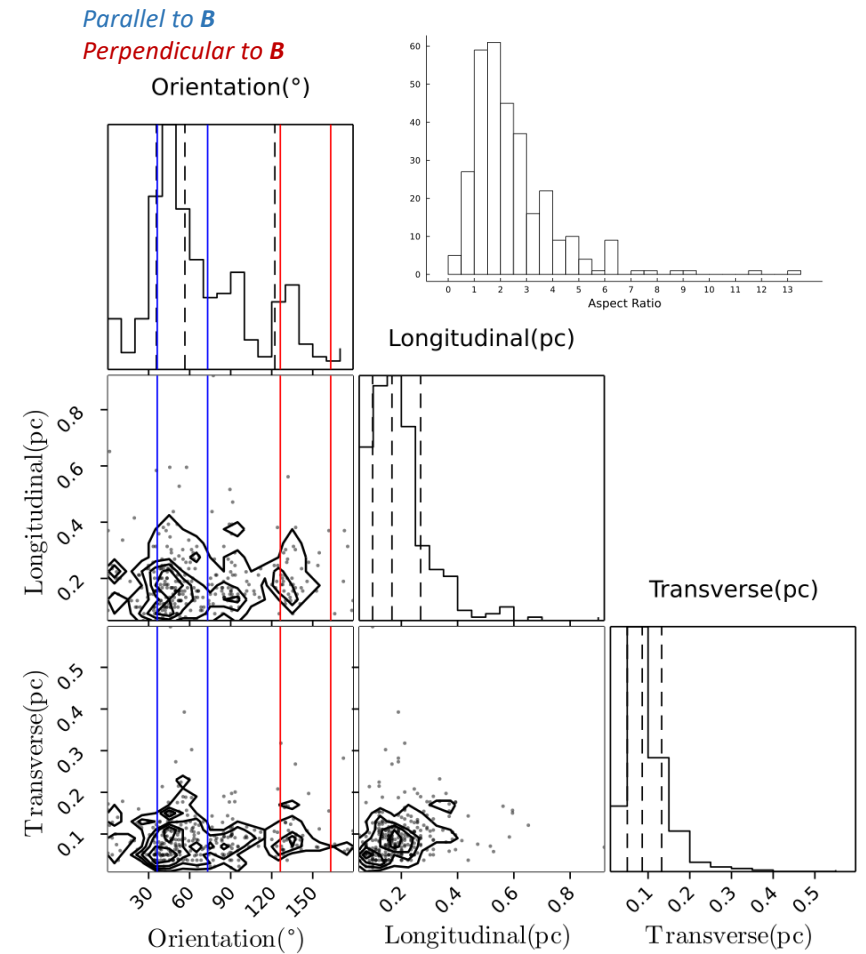 Parallel to B
Perpendicular to B
Orientation(°)
60
50
40
30
20
10
0
0 1 2 3 4 5 6 7 8 9 10 11 12 13
Aspect Ratio
Longitudinal(pc)
Longitudinal(pc)
0.8
0.6
0.4
0.2
Transverse(pc)
Transverse(pc)
0.5
0.4
0.3
0.2
0.1
30 60 90 120 150
0.2 0.4 0.6 0.8
0.1 0.2 0.3 0.4 0.5
Orientation(°)
Longitudinal(pc)
Transverse(pc)